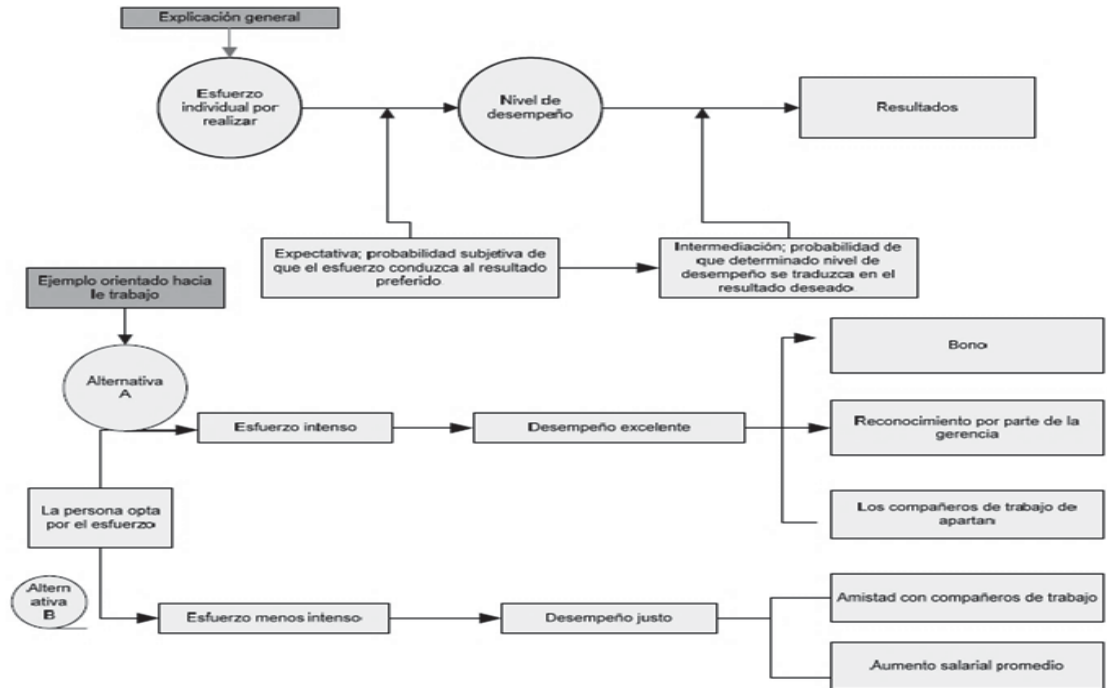 Explicación general
Esfuerzo
individual por
realizar
Nivel de
desempeño
Resultados
Expectativa; probabilidad subjetiva de
que el esfuerzo conduzca al resultado
preferido
Intermediación; probabilidad de
que determinado nivel de
desempeño se traduzca en el
resultado deseado
Ejemplo orientado hacia
le trabajo
Alternativa
A
Esfuerzo intenso
Desempeño excelente
Bono
Reconocimiento por parte de la
gerencia
Los compañeros de trabajo de
apartan
La persona opta
por el esfuerzo
Altern
ativa
B
Esfuerzo menos intenso
Desempeño justo
Amistad con compañeros de trabajo
Aumento salarial promedio